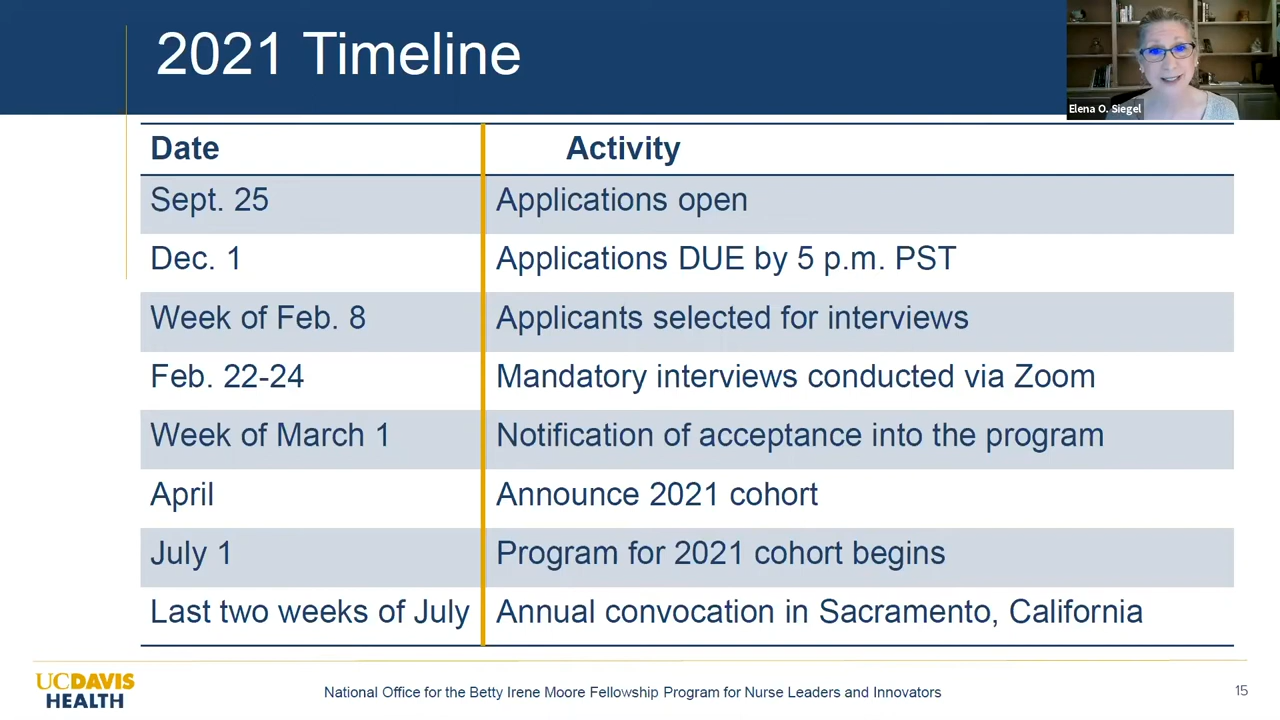 2021 Timeline
Elena O. Siegel
Date Activity
Sept. 25 Applications open
Dec. 1 Applications DUE by 5 p.m. PST
Week of Feb. 8 Applicants selected for interviews
Feb. 22-24 Mandatory interviews conducted via Zoom
Week of March 1 Notification of acceptance into the program
April Announce 2021 cohort
July 1 Program for 2021 cohort begins
Last two weeks of July Annual convocation in Sacramento, California
UCDAVIS
HEALTH
National Office for the Betty Irene Moore Fellowship Program for Nurse Leaders and Innovators
15